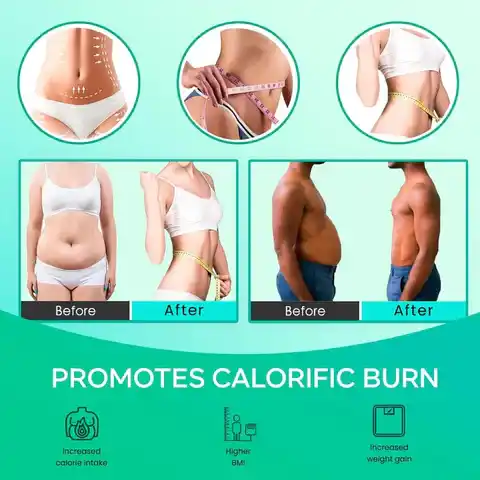 Before
After
Before
After
PROMOTES CALORIFIC BURN
Increased
calorie intake
Higher
BMI
Increased
weight gain